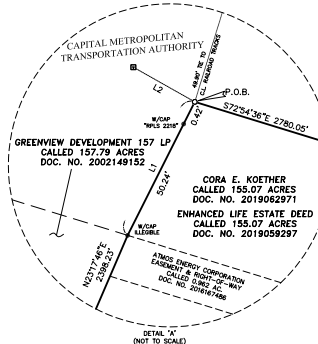 CAPITAL METROPOLITAN
TRANSPORTATION AUTHORITY
49.90' TIE TO
C.L. RAILROAD TRACKS
L2
P.O.B.
S72°54'36"E 2780.05'
W/CAP
"RPLS 2218"
0.42'
GREENVIEW DEVELOPMENT 157 LP
CALLED 157.79 ACRES
DOC. NO. 2002149152
L1
50.24'
CORA E. KOETHER
CALLED 155.07 ACRES
DOC. NO. 2019062971
ENHANCED LIFE ESTATE DEED
CALLED 155.07 ACRES
DOC. NO. 2019059297
W/CAP
ILLEGIBLE
N23°17'46"E
2398.23'
ATMOS ENERGY CORPORATION
EASEMENT & RIGHT-OF-WAY
CALLED 0.962 AC.
DOC. NO. 2016167486
DETAIL "A"
(NOT TO SCALE)